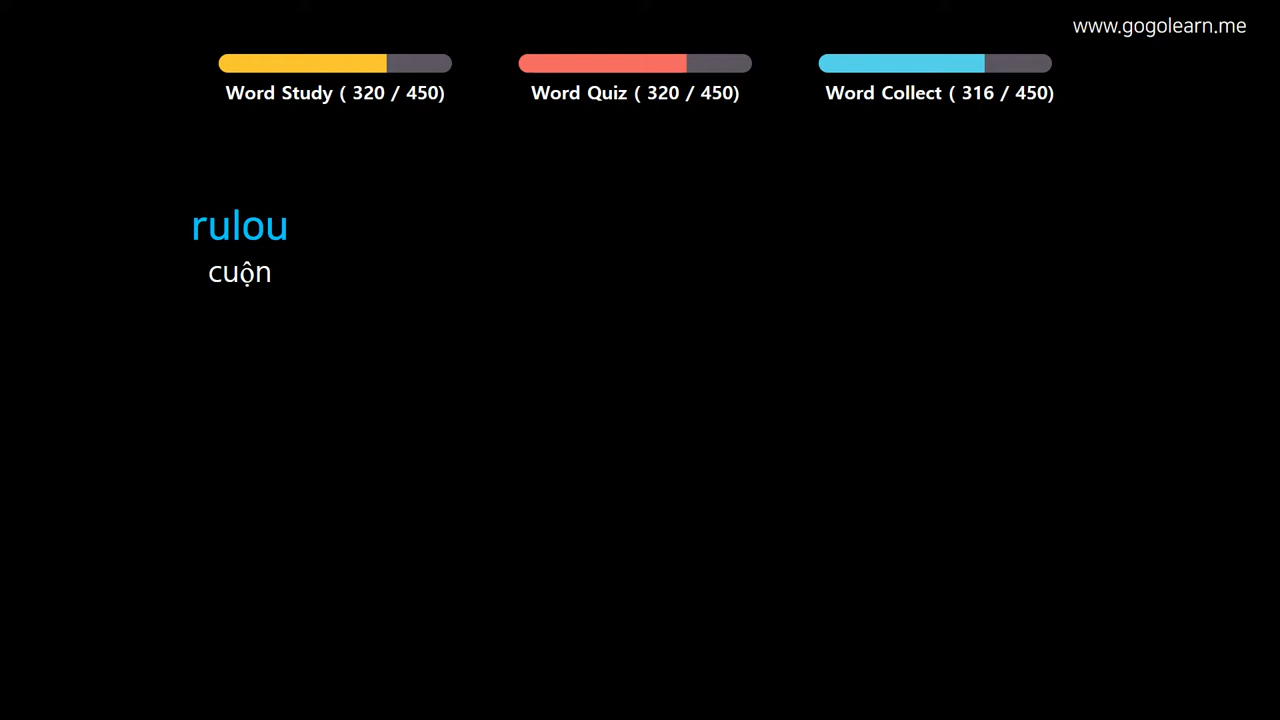 www.gogolearn.me
Word Study ( 320 / 450)
Word Quiz ( 320 / 450)
Word Collect ( 316 / 450)
rulou
cuộn